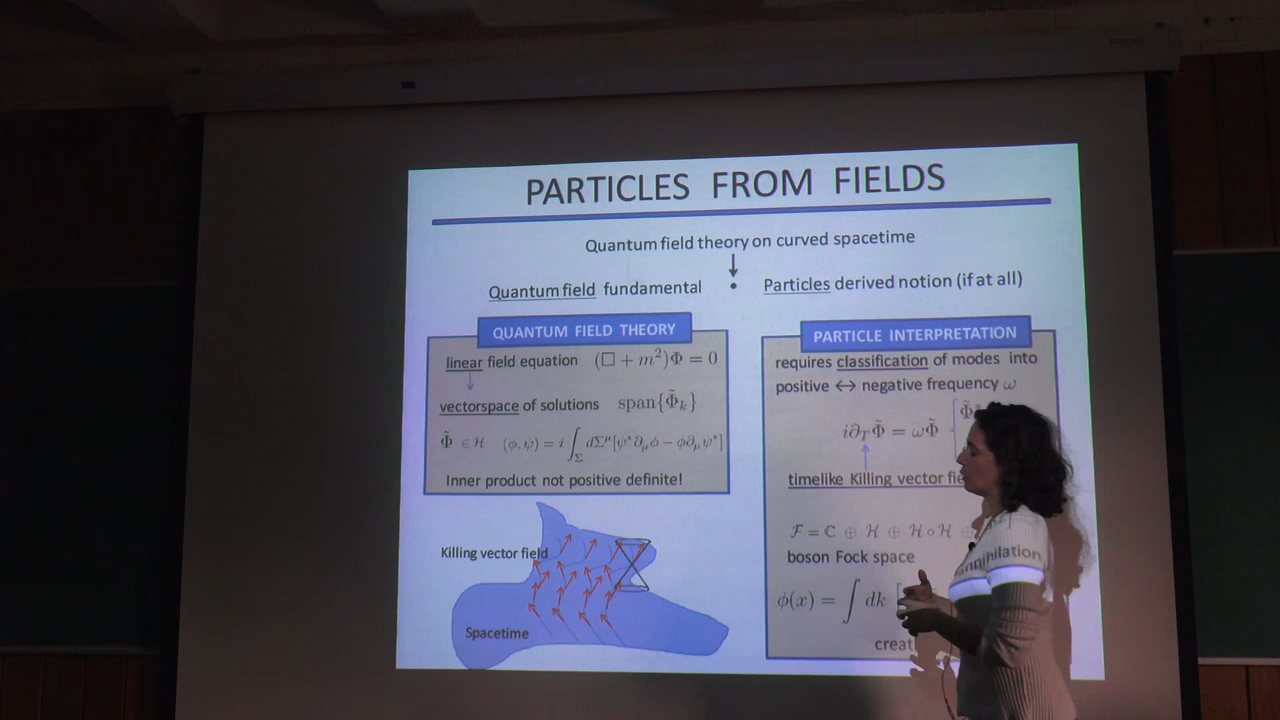 PARTICLES FROM FIELDS
Quantum field theory on curved spacetime
↓
Quantum field fundamental • Particles derived notion (if at all)
QUANTUM FIELD THEORY
linear field equation (□ + m²)Φ = 0
vectorspace of solutions span{Φ̃ₖ}
Φ̃ ∈ ℋ (ϕ, ψ) = i ∫_Σ dΣ^μ [ψ*∂_μϕ − ϕ∂_μψ*]
Inner product not positive definite!
Killing vector field
Spacetime
PARTICLE INTERPRETATION
requires classification of modes into
positive ↔ negative frequency ω
i∂_TΦ̃ = ωΦ̃
timelike Killing vector
ℱ = ℂ ⊕ ℋ ⊕ ℋ∘ℋ ⊕
boson Fock space
ϕ(x) = ∫ dk [
nnihilation
creat